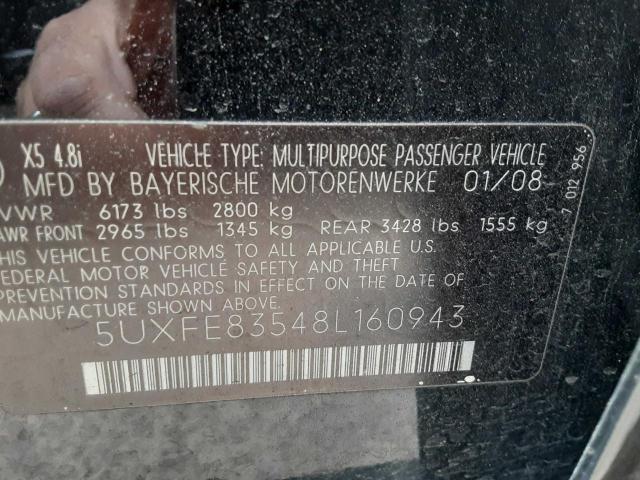 X5 4.8i VEHICLE TYPE: MULTIPURPOSE PASSENGER VEHICLE
MFD BY BAYERISCHE MOTORENWERKE 01/08
VWR 6173 lbs 2800 kg
AWR FRONT 2965 lbs 1345 kg REAR 3428 lbs 1555 kg
THIS VEHICLE CONFORMS TO ALL APPLICABLE U.S.
FEDERAL MOTOR VEHICLE SAFETY AND THEFT
PREVENTION STANDARDS IN EFFECT ON THE DATE OF
MANUFACTURE SHOWN ABOVE.
5UXFE83548L160943
7 012 956